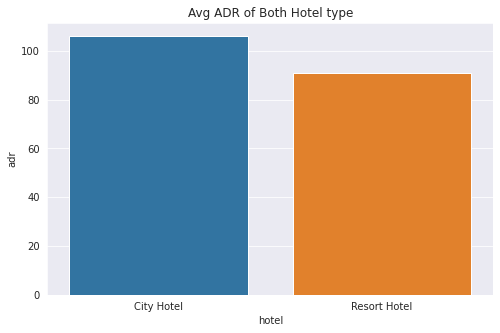 Avg ADR of Both Hotel type
100
80
60
40
20
0
adr
City Hotel
Resort Hotel
hotel